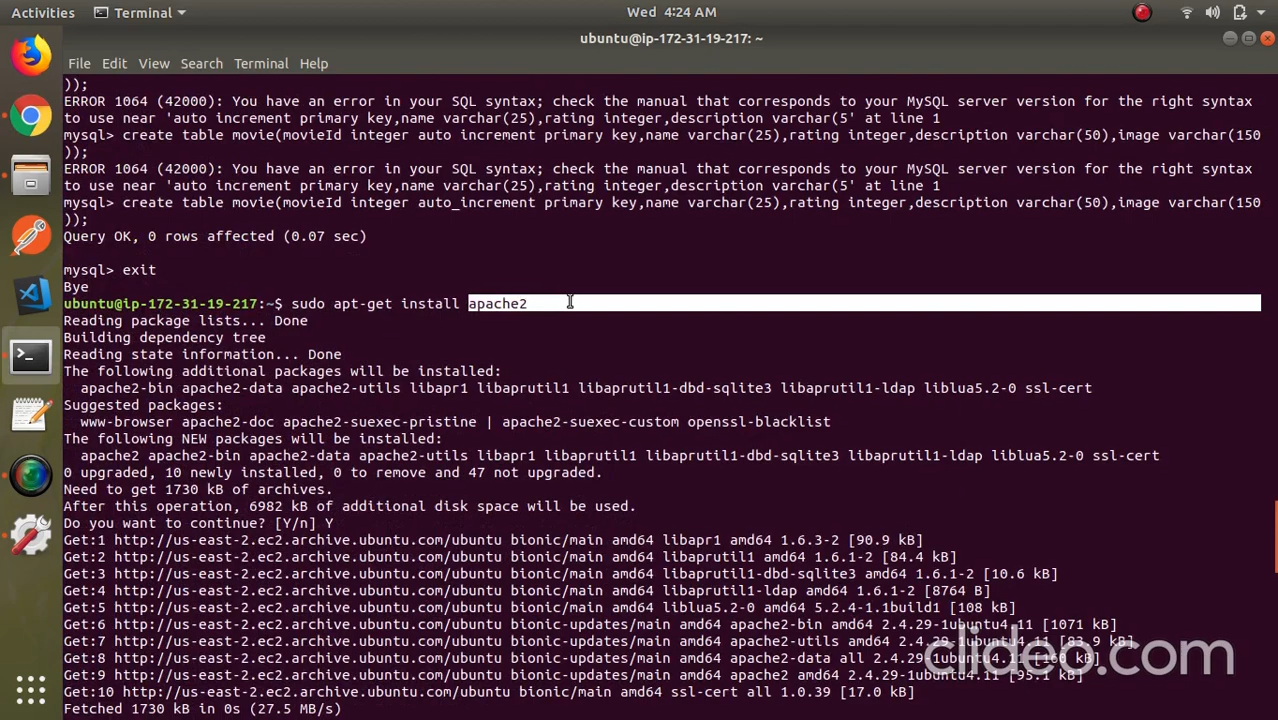 Activities
Terminal
Wed 4:24 AM
ubuntu@ip-172-31-19-217: ~
File Edit View Search Terminal Help
));
ERROR 1064 (42000): You have an error in your SQL syntax; check the manual that corresponds to your MySQL server version for the right syntax
to use near 'auto increment primary key,name varchar(25),rating integer,description varchar(5' at line 1
mysql> create table movie(movieId integer auto increment primary key,name varchar(25),rating integer,description varchar(50),image varchar(150
));
ERROR 1064 (42000): You have an error in your SQL syntax; check the manual that corresponds to your MySQL server version for the right syntax
to use near 'auto increment primary key,name varchar(25),rating integer,description varchar(5' at line 1
mysql> create table movie(movieId integer auto_increment primary key,name varchar(25),rating integer,description varchar(50),image varchar(150
));
Query OK, 0 rows affected (0.07 sec)
mysql> exit
Bye
ubuntu@ip-172-31-19-217:~$ sudo apt-get install apache2
Reading package lists... Done
Building dependency tree
Reading state information... Done
The following additional packages will be installed:
apache2-bin apache2-data apache2-utils libapr1 libaprutil1 libaprutil1-dbd-sqlite3 libaprutil1-ldap liblua5.2-0 ssl-cert
Suggested packages:
www-browser apache2-doc apache2-suexec-pristine | apache2-suexec-custom openssl-blacklist
The following NEW packages will be installed:
apache2 apache2-bin apache2-data apache2-utils libapr1 libaprutil1 libaprutil1-dbd-sqlite3 libaprutil1-ldap liblua5.2-0 ssl-cert
0 upgraded, 10 newly installed, 0 to remove and 47 not upgraded.
Need to get 1730 kB of archives.
After this operation, 6982 kB of additional disk space will be used.
Do you want to continue? [Y/n] Y
Get:1 http://us-east-2.ec2.archive.ubuntu.com/ubuntu bionic/main amd64 libapr1 amd64 1.6.3-2 [90.9 kB]
Get:2 http://us-east-2.ec2.archive.ubuntu.com/ubuntu bionic/main amd64 libaprutil1 amd64 1.6.1-2 [84.4 kB]
Get:3 http://us-east-2.ec2.archive.ubuntu.com/ubuntu bionic/main amd64 libaprutil1-dbd-sqlite3 amd64 1.6.1-2 [10.6 kB]
Get:4 http://us-east-2.ec2.archive.ubuntu.com/ubuntu bionic/main amd64 libaprutil1-ldap amd64 1.6.1-2 [8764 B]
Get:5 http://us-east-2.ec2.archive.ubuntu.com/ubuntu bionic/main amd64 liblua5.2-0 amd64 5.2.4-1.1build1 [108 kB]
Get:6 http://us-east-2.ec2.archive.ubuntu.com/ubuntu bionic-updates/main amd64 apache2-bin amd64 2.4.29-1ubuntu4.11 [1071 kB]
Get:7 http://us-east-2.ec2.archive.ubuntu.com/ubuntu bionic-updates/main amd64 apache2-utils amd64 2.4.29-1ubuntu4.11 [83.9 kB]
Get:8 http://us-east-2.ec2.archive.ubuntu.com/ubuntu bionic-updates/main amd64 apache2-data all 2.4.29-1ubuntu4.11 [160 kB]
Get:9 http://us-east-2.ec2.archive.ubuntu.com/ubuntu bionic-updates/main amd64 apache2 amd64 2.4.29-1ubuntu4.11 [95.1 kB]
Get:10 http://us-east-2.ec2.archive.ubuntu.com/ubuntu bionic/main amd64 ssl-cert all 1.0.39 [17.0 kB]
Fetched 1730 kB in 0s (27.5 MB/s)
clideo.com